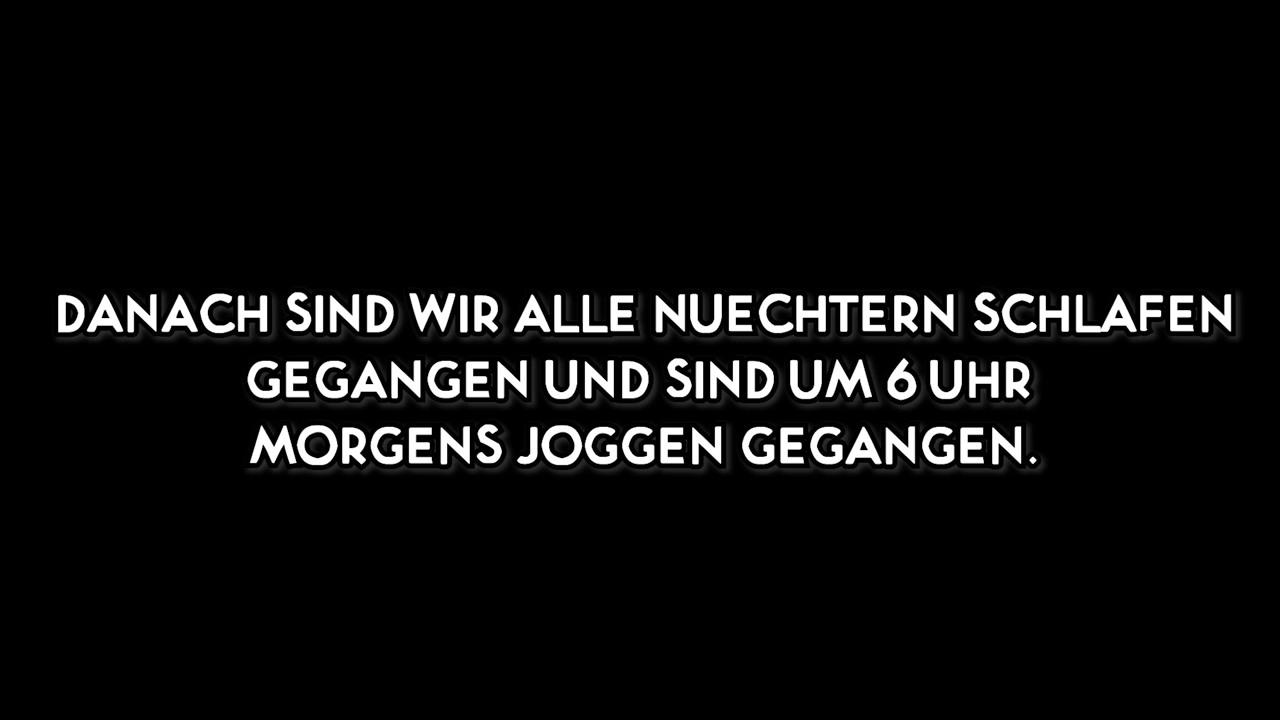 DANACH SIND WIR ALLE NUECHTERN SCHLAFEN
GEGANGEN UND SIND UM 6 UHR
MORGENS JOGGEN GEGANGEN.